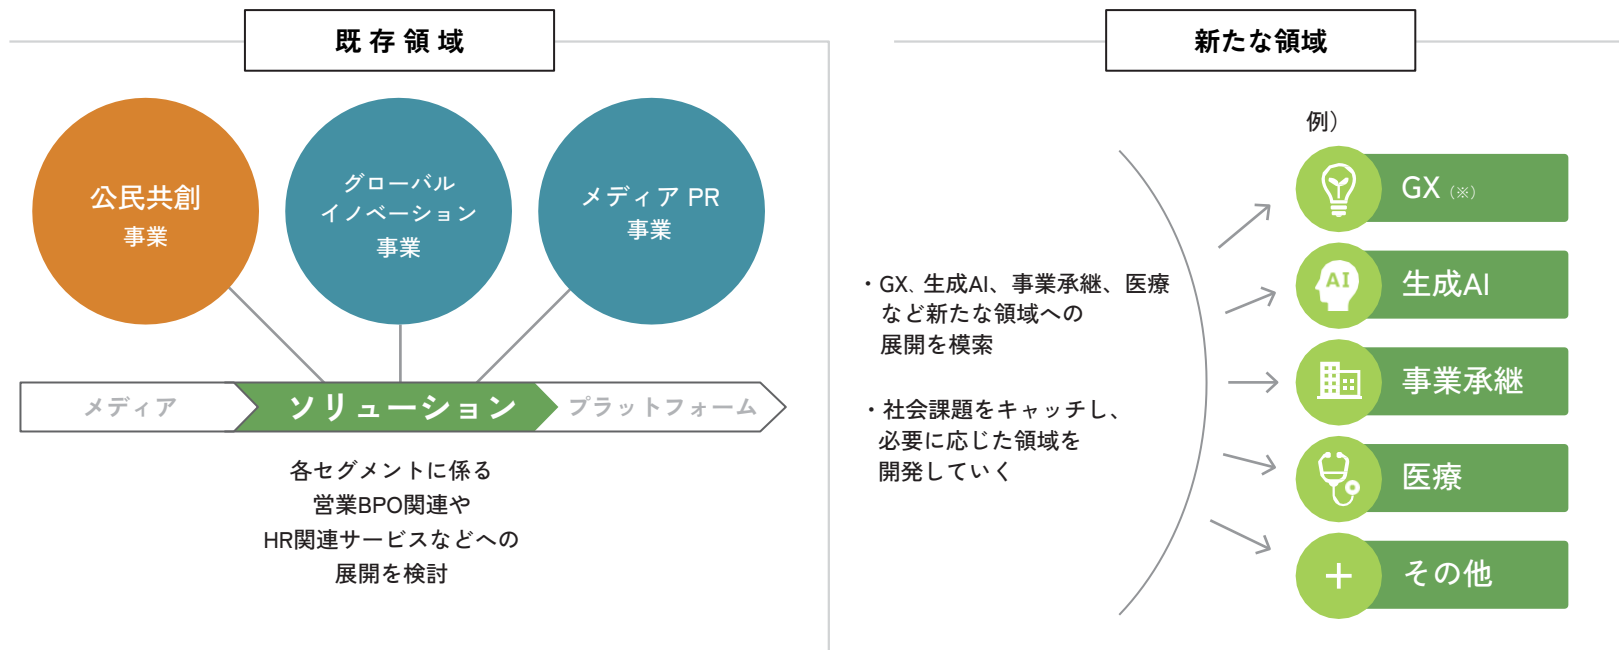 既存領域
公民共創
事業
グローバル
イノベーション
事業
メディア PR
事業
メディア
ソリューション
プラットフォーム
各セグメントに係る
営業BPO関連や
HR関連サービスなどへの
展開を検討
新たな領域
・GX、生成AI、事業承継、医療
など新たな領域への
展開を模索
・社会課題をキャッチし、
必要に応じた領域を
開発していく
例）
GX（※）
AI
生成AI
事業承継
医療
その他